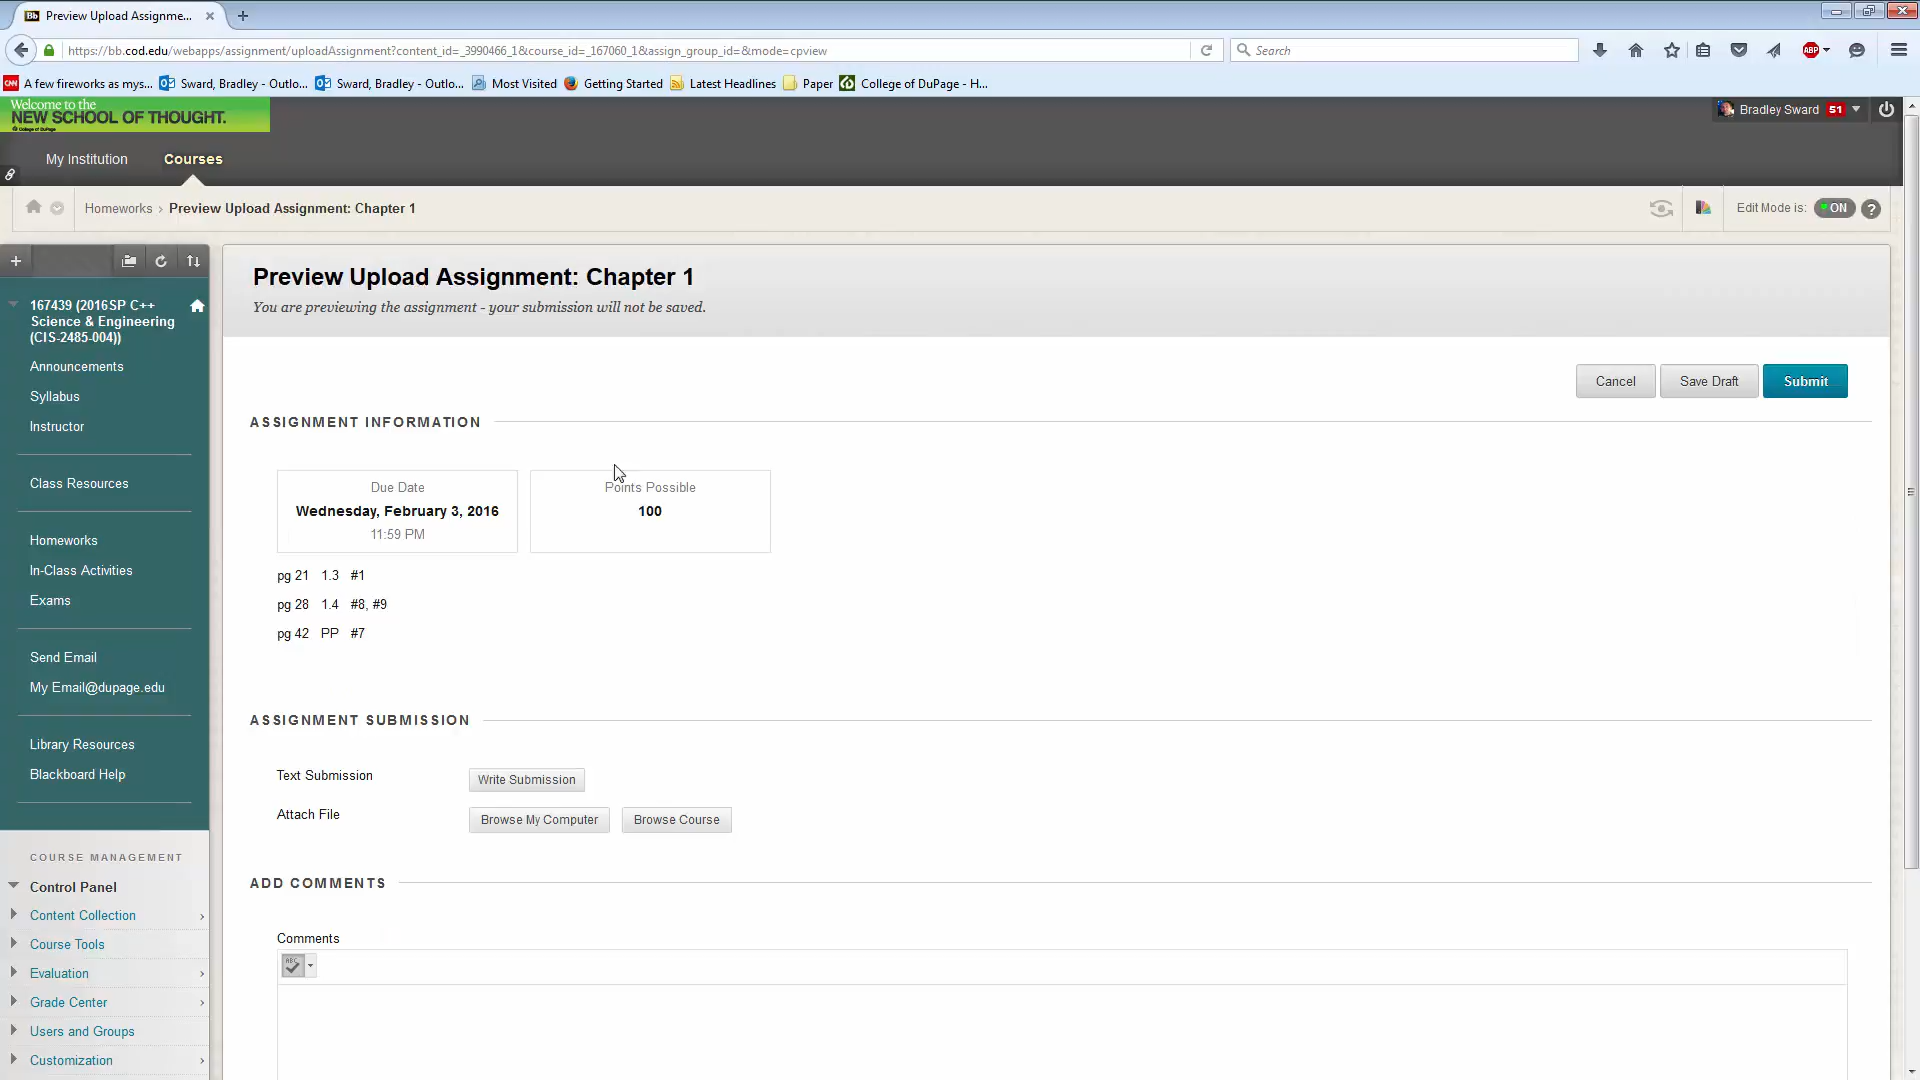 Bb Preview Upload Assignme...
https://bb.cod.edu/webapps/assignment/uploadAssignment?content_id=_3990466_1&course_id=_167060_1&assign_group_id=&mode=cpview
Search
ABP
CNN A few fireworks as mys...
Sward, Bradley - Outlo...
Sward, Bradley - Outlo...
Most Visited
Getting Started
Latest Headlines
Paper
College of DuPage - H...
Welcome to the
NEW SCHOOL OF THOUGHT.
College of DuPage
Bradley Sward 51
My Institution
Courses
Homeworks › Preview Upload Assignment: Chapter 1
Edit Mode is: ON ?
167439 (2016SP C++
Science & Engineering
(CIS-2485-004))
Announcements
Syllabus
Instructor
Class Resources
Homeworks
In-Class Activities
Exams
Send Email
My Email@dupage.edu
Library Resources
Blackboard Help
COURSE MANAGEMENT
Control Panel
Content Collection
Course Tools
Evaluation
Grade Center
Users and Groups
Customization
Preview Upload Assignment: Chapter 1
You are previewing the assignment - your submission will not be saved.
Cancel
Save Draft
Submit
ASSIGNMENT INFORMATION
Due Date
Wednesday, February 3, 2016
11:59 PM
Points Possible
100
pg 21 1.3 #1
pg 28 1.4 #8, #9
pg 42 PP #7
ASSIGNMENT SUBMISSION
Text Submission
Write Submission
Attach File
Browse My Computer
Browse Course
ADD COMMENTS
Comments
ABC